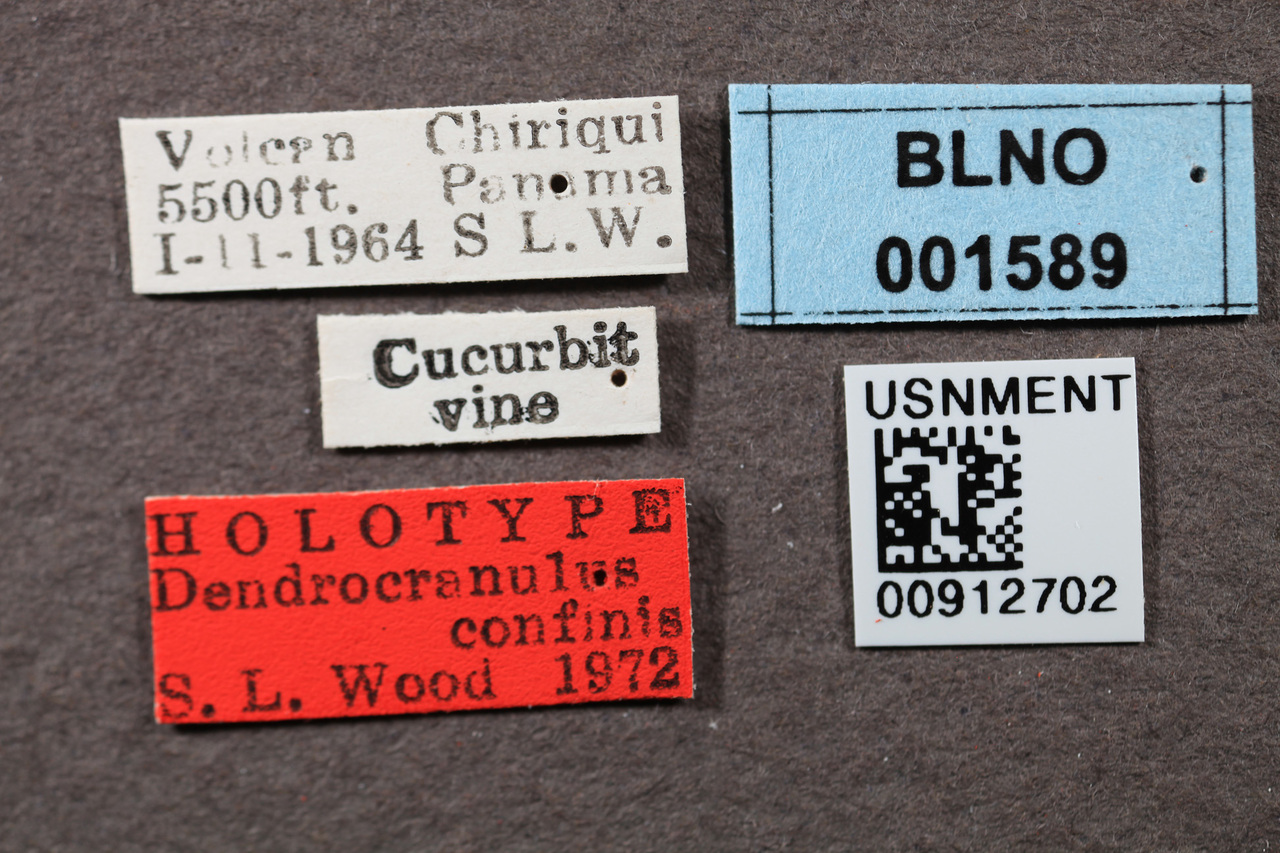 Volcan Chiriqui
5500ft. Panama
I-11-1964 S L.W.
Cucurbit
vine
HOLOTYPE
Dendrocranulus
confinis
S. L. Wood 1972
BLNO
001589
USNMENT
00912702